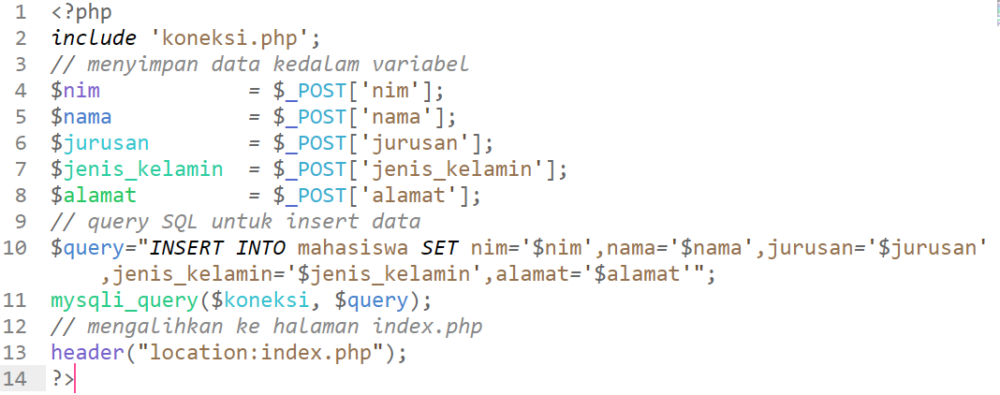 1 <?php
2 include 'koneksi.php';
3 // menyimpan data kedalam variabel
4 $nim            = $_POST['nim'];
5 $nama           = $_POST['nama'];
6 $jurusan        = $_POST['jurusan'];
7 $jenis_kelamin  = $_POST['jenis_kelamin'];
8 $alamat         = $_POST['alamat'];
9 // query SQL untuk insert data
10 $query="INSERT INTO mahasiswa SET nim='$nim',nama='$nama',jurusan='$jurusan'
,jenis_kelamin='$jenis_kelamin',alamat='$alamat'";
11 mysqli_query($koneksi, $query);
12 // mengalihkan ke halaman index.php
13 header("location:index.php");
14 ?>